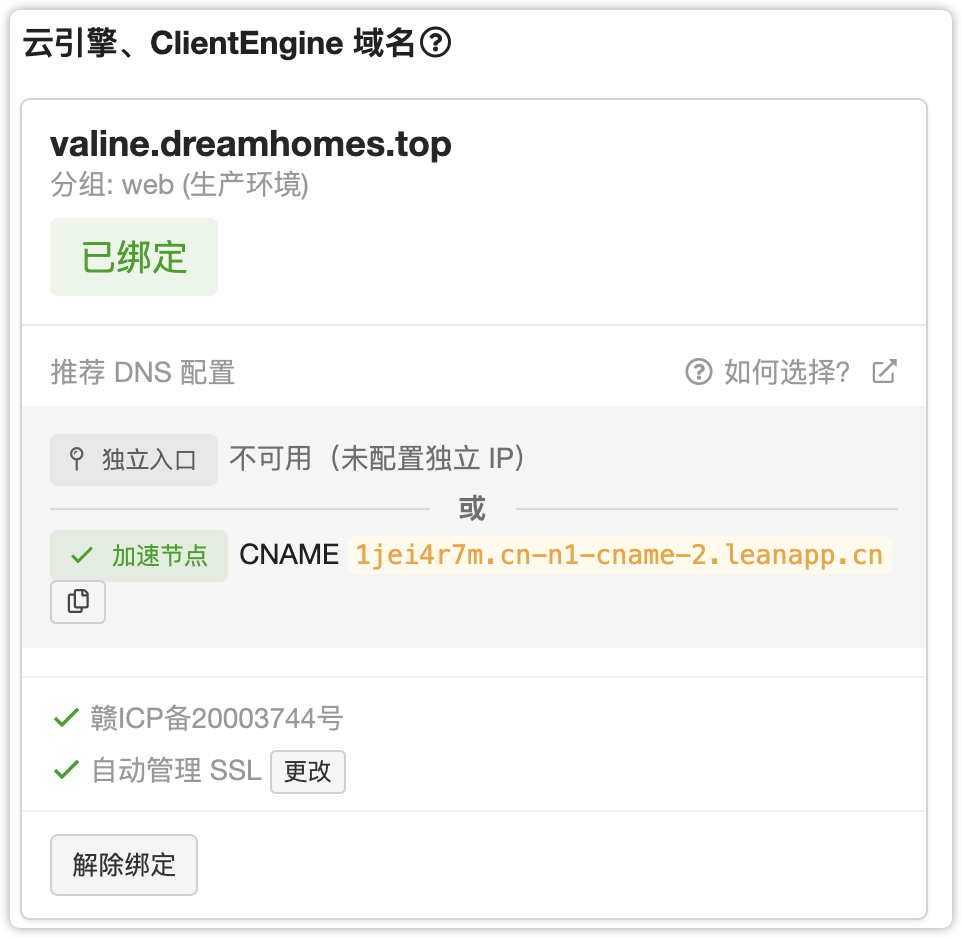 云引擎、ClientEngine 域名?
valine.dreamhomes.top
分组: web (生产环境)
已绑定
推荐 DNS 配置 ? 如何选择?
独立入口 不可用（未配置独立 IP）
或
加速节点 CNAME 1jei4r7m.cn-n1-cname-2.leanapp.cn
赣ICP备20003744号
自动管理 SSL 更改
解除绑定